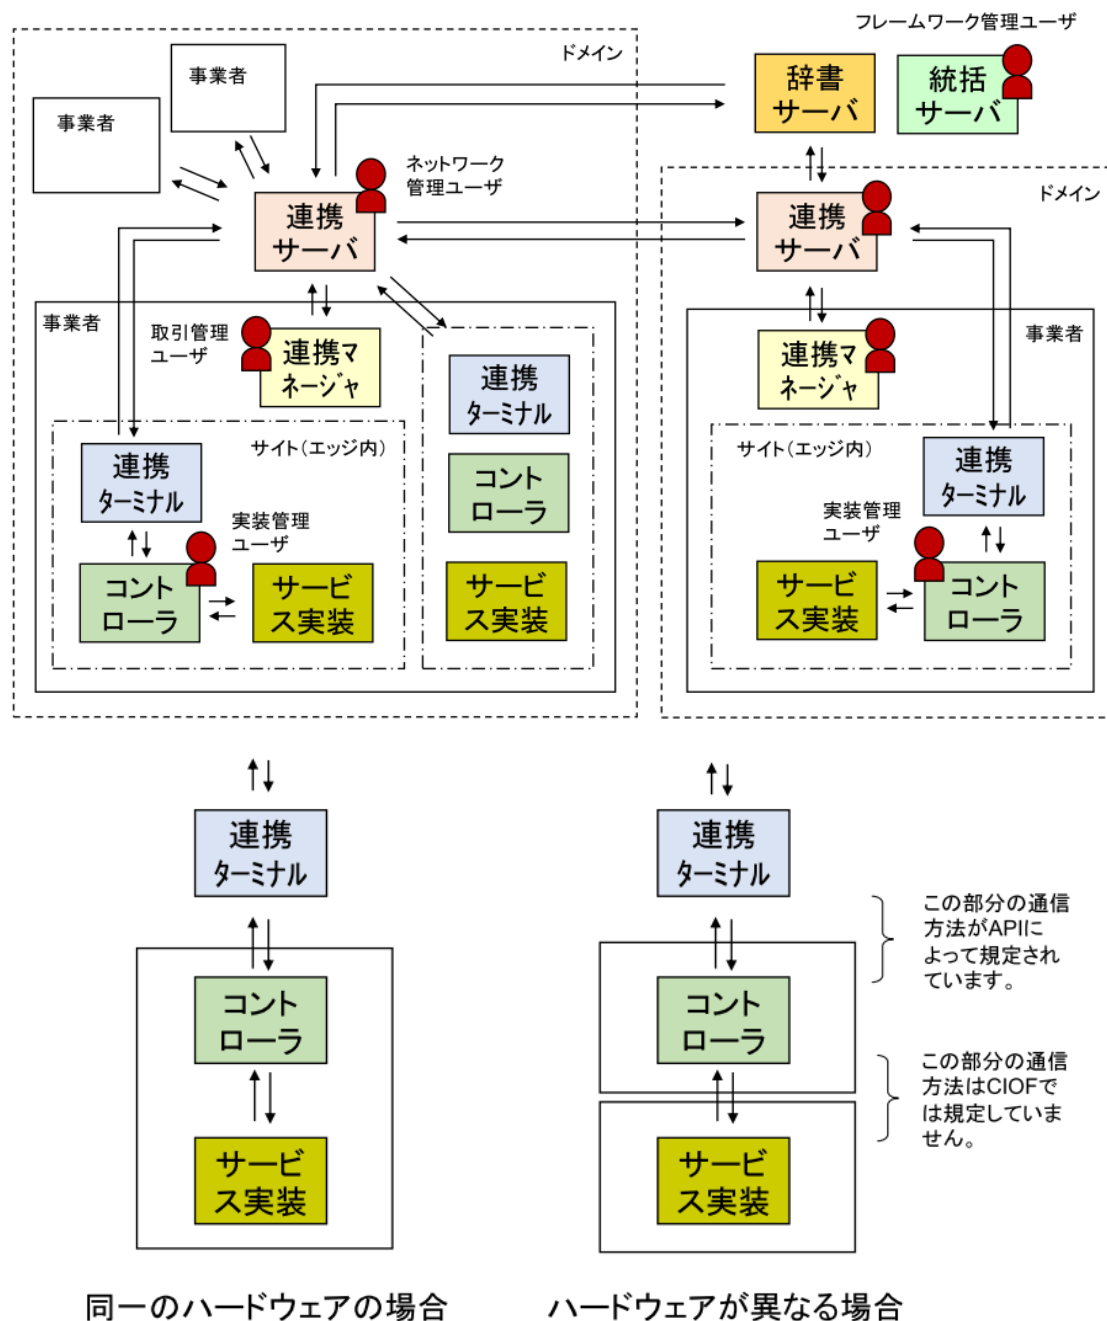 フレームワーク管理ユーザ
ドメイン
事業者
事業者
辞書
サーバ
統括
サーバ
ネットワーク
管理ユーザ
連携
サーバ
ドメイン
連携
サーバ
事業者
取引管理
ユーザ
連携マ
ネージャ
連携
ターミナル
サイト（エッジ内）
連携
ターミナル
コント
ローラ
実装管理
ユーザ
コント
ローラ
サービ
ス実装
サービ
ス実装
事業者
連携マ
ネージャ
サイト（エッジ内）
連携
ターミナル
実装管理
ユーザ
サービ
ス実装
コント
ローラ
連携
ターミナル
コント
ローラ
サービ
ス実装
同一のハードウェアの場合
連携
ターミナル
この部分の通信
方法がAPIに
よって規定され
ています。
コント
ローラ
この部分の通信
方法はCIOFで
は規定していま
せん。
サービ
ス実装
ハードウェアが異なる場合